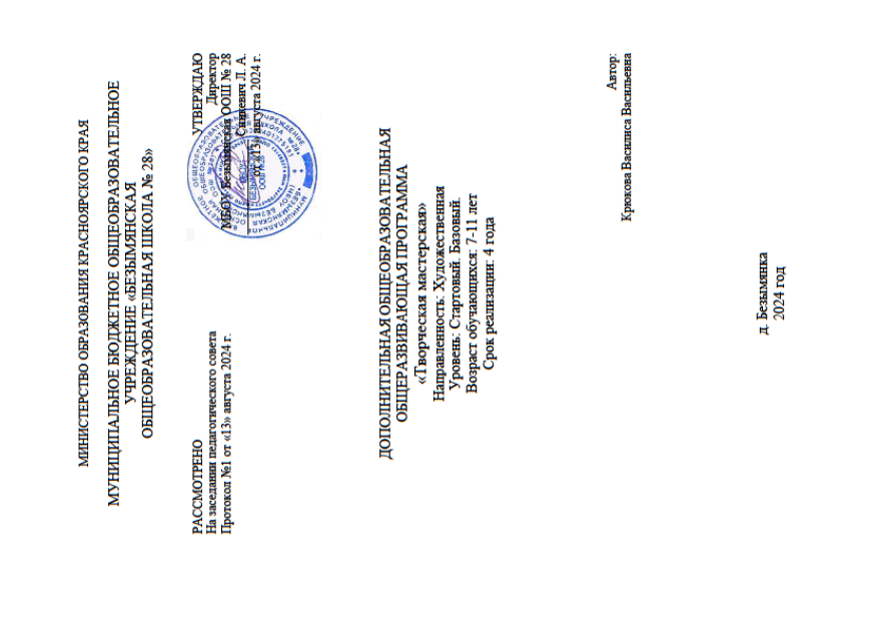 МИНИСТЕРСТВО ОБРАЗОВАНИЯ КРАСНОЯРСКОГО КРАЯ
МУНИЦИПАЛЬНОЕ БЮДЖЕТНОЕ ОБЩЕОБРАЗОВАТЕЛЬНОЕ
УЧРЕЖДЕНИЕ «БЕЗЫМЯНСКАЯ
ОБЩЕОБРАЗОВАТЕЛЬНАЯ ШКОЛА № 28»
РАССМОТРЕНО
На заседании педагогического совета
Протокол №1 от «13» августа 2024 г.
УТВЕРЖДАЮ
Директор
МБОУ Безымянская ООШ № 28
Синкевич Л. А.
от «13» августа 2024 г.
ДОПОЛНИТЕЛЬНАЯ ОБЩЕОБРАЗОВАТЕЛЬНАЯ
ОБЩЕРАЗВИВАЮЩАЯ ПРОГРАММА
«Творческая мастерская»
Направленность: Художественная
Уровень: Стартовый. Базовый.
Возраст обучающихся: 7-11 лет
Срок реализации: 4 года
Автор:
Крюкова Василиса Васильевна
д. Безымянка
2024 год